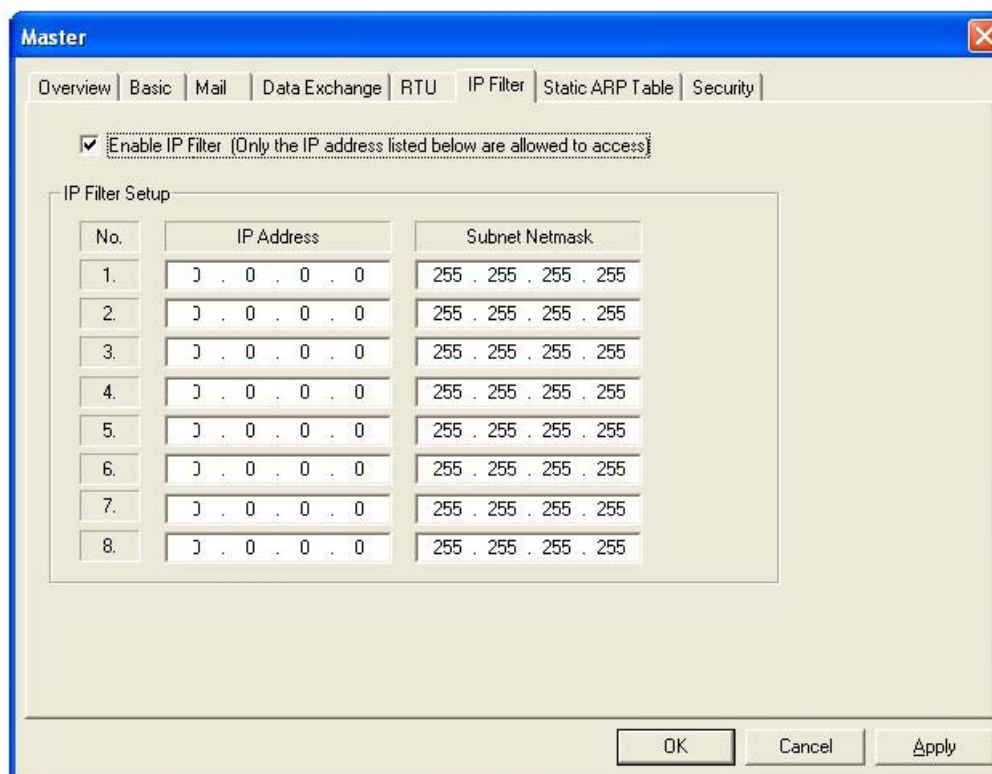 Master
Overview Basic Mail Data Exchange RTU IP Filter Static ARP Table Security
Enable IP Filter (Only the IP address listed below are allowed to access)
IP Filter Setup
No. IP Address Subnet Netmask
1. 0 . 0 . 0 . 0 255 . 255 . 255 . 255
2. 0 . 0 . 0 . 0 255 . 255 . 255 . 255
3. 0 . 0 . 0 . 0 255 . 255 . 255 . 255
4. 0 . 0 . 0 . 0 255 . 255 . 255 . 255
5. 0 . 0 . 0 . 0 255 . 255 . 255 . 255
6. 0 . 0 . 0 . 0 255 . 255 . 255 . 255
7. 0 . 0 . 0 . 0 255 . 255 . 255 . 255
8. 0 . 0 . 0 . 0 255 . 255 . 255 . 255
OK Cancel Apply